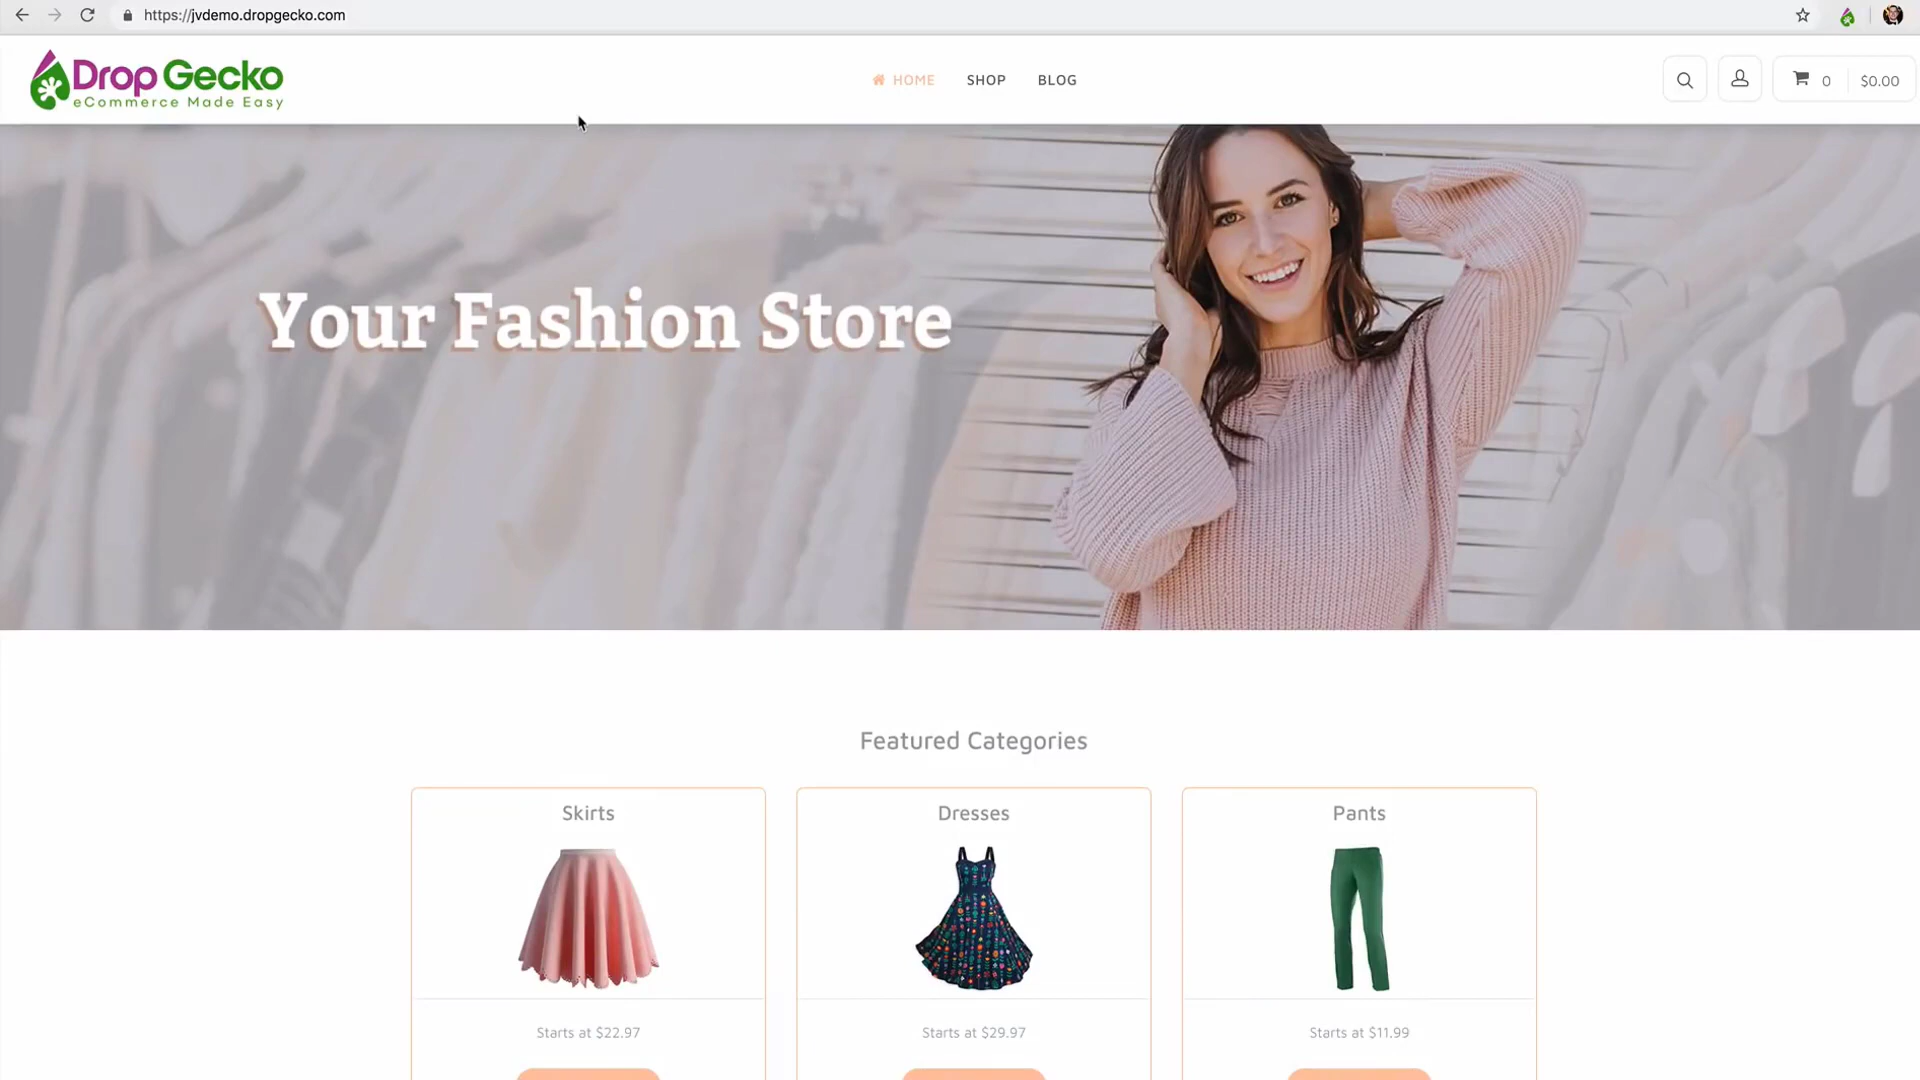 https://jvdemo.dropgecko.com
Drop Gecko
eCommerce Made Easy
HOME
SHOP
BLOG
0
$0.00
Your Fashion Store
Featured Categories
Skirts
Dresses
Pants
Starts at $22.97
Starts at $29.97
Starts at $11.99